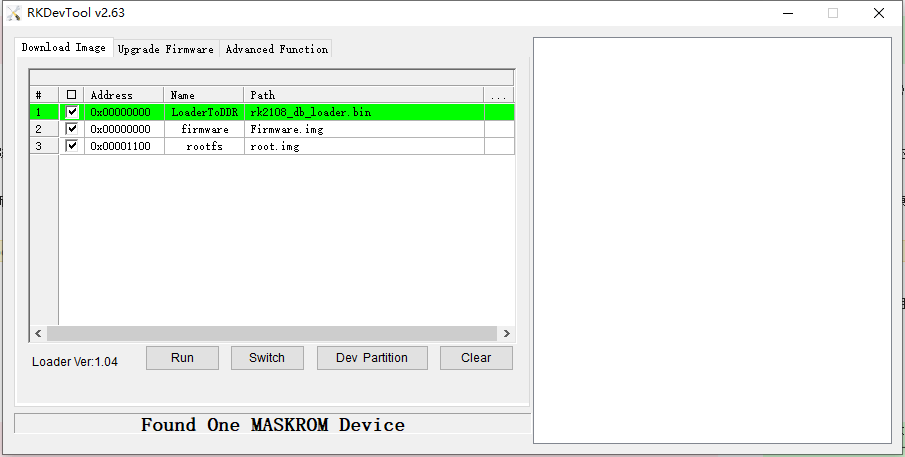 RKDevTool v2.63
Download Image Upgrade Firmware Advanced Function
# Address Name Path ...
1 0x00000000 LoaderToDDR rk2108_db_loader.bin
2 0x00000000 firmware Firmware.img
3 0x00001100 rootfs root.img
Loader Ver:1.04 Run Switch Dev Partition Clear
Found One MASKROM Device